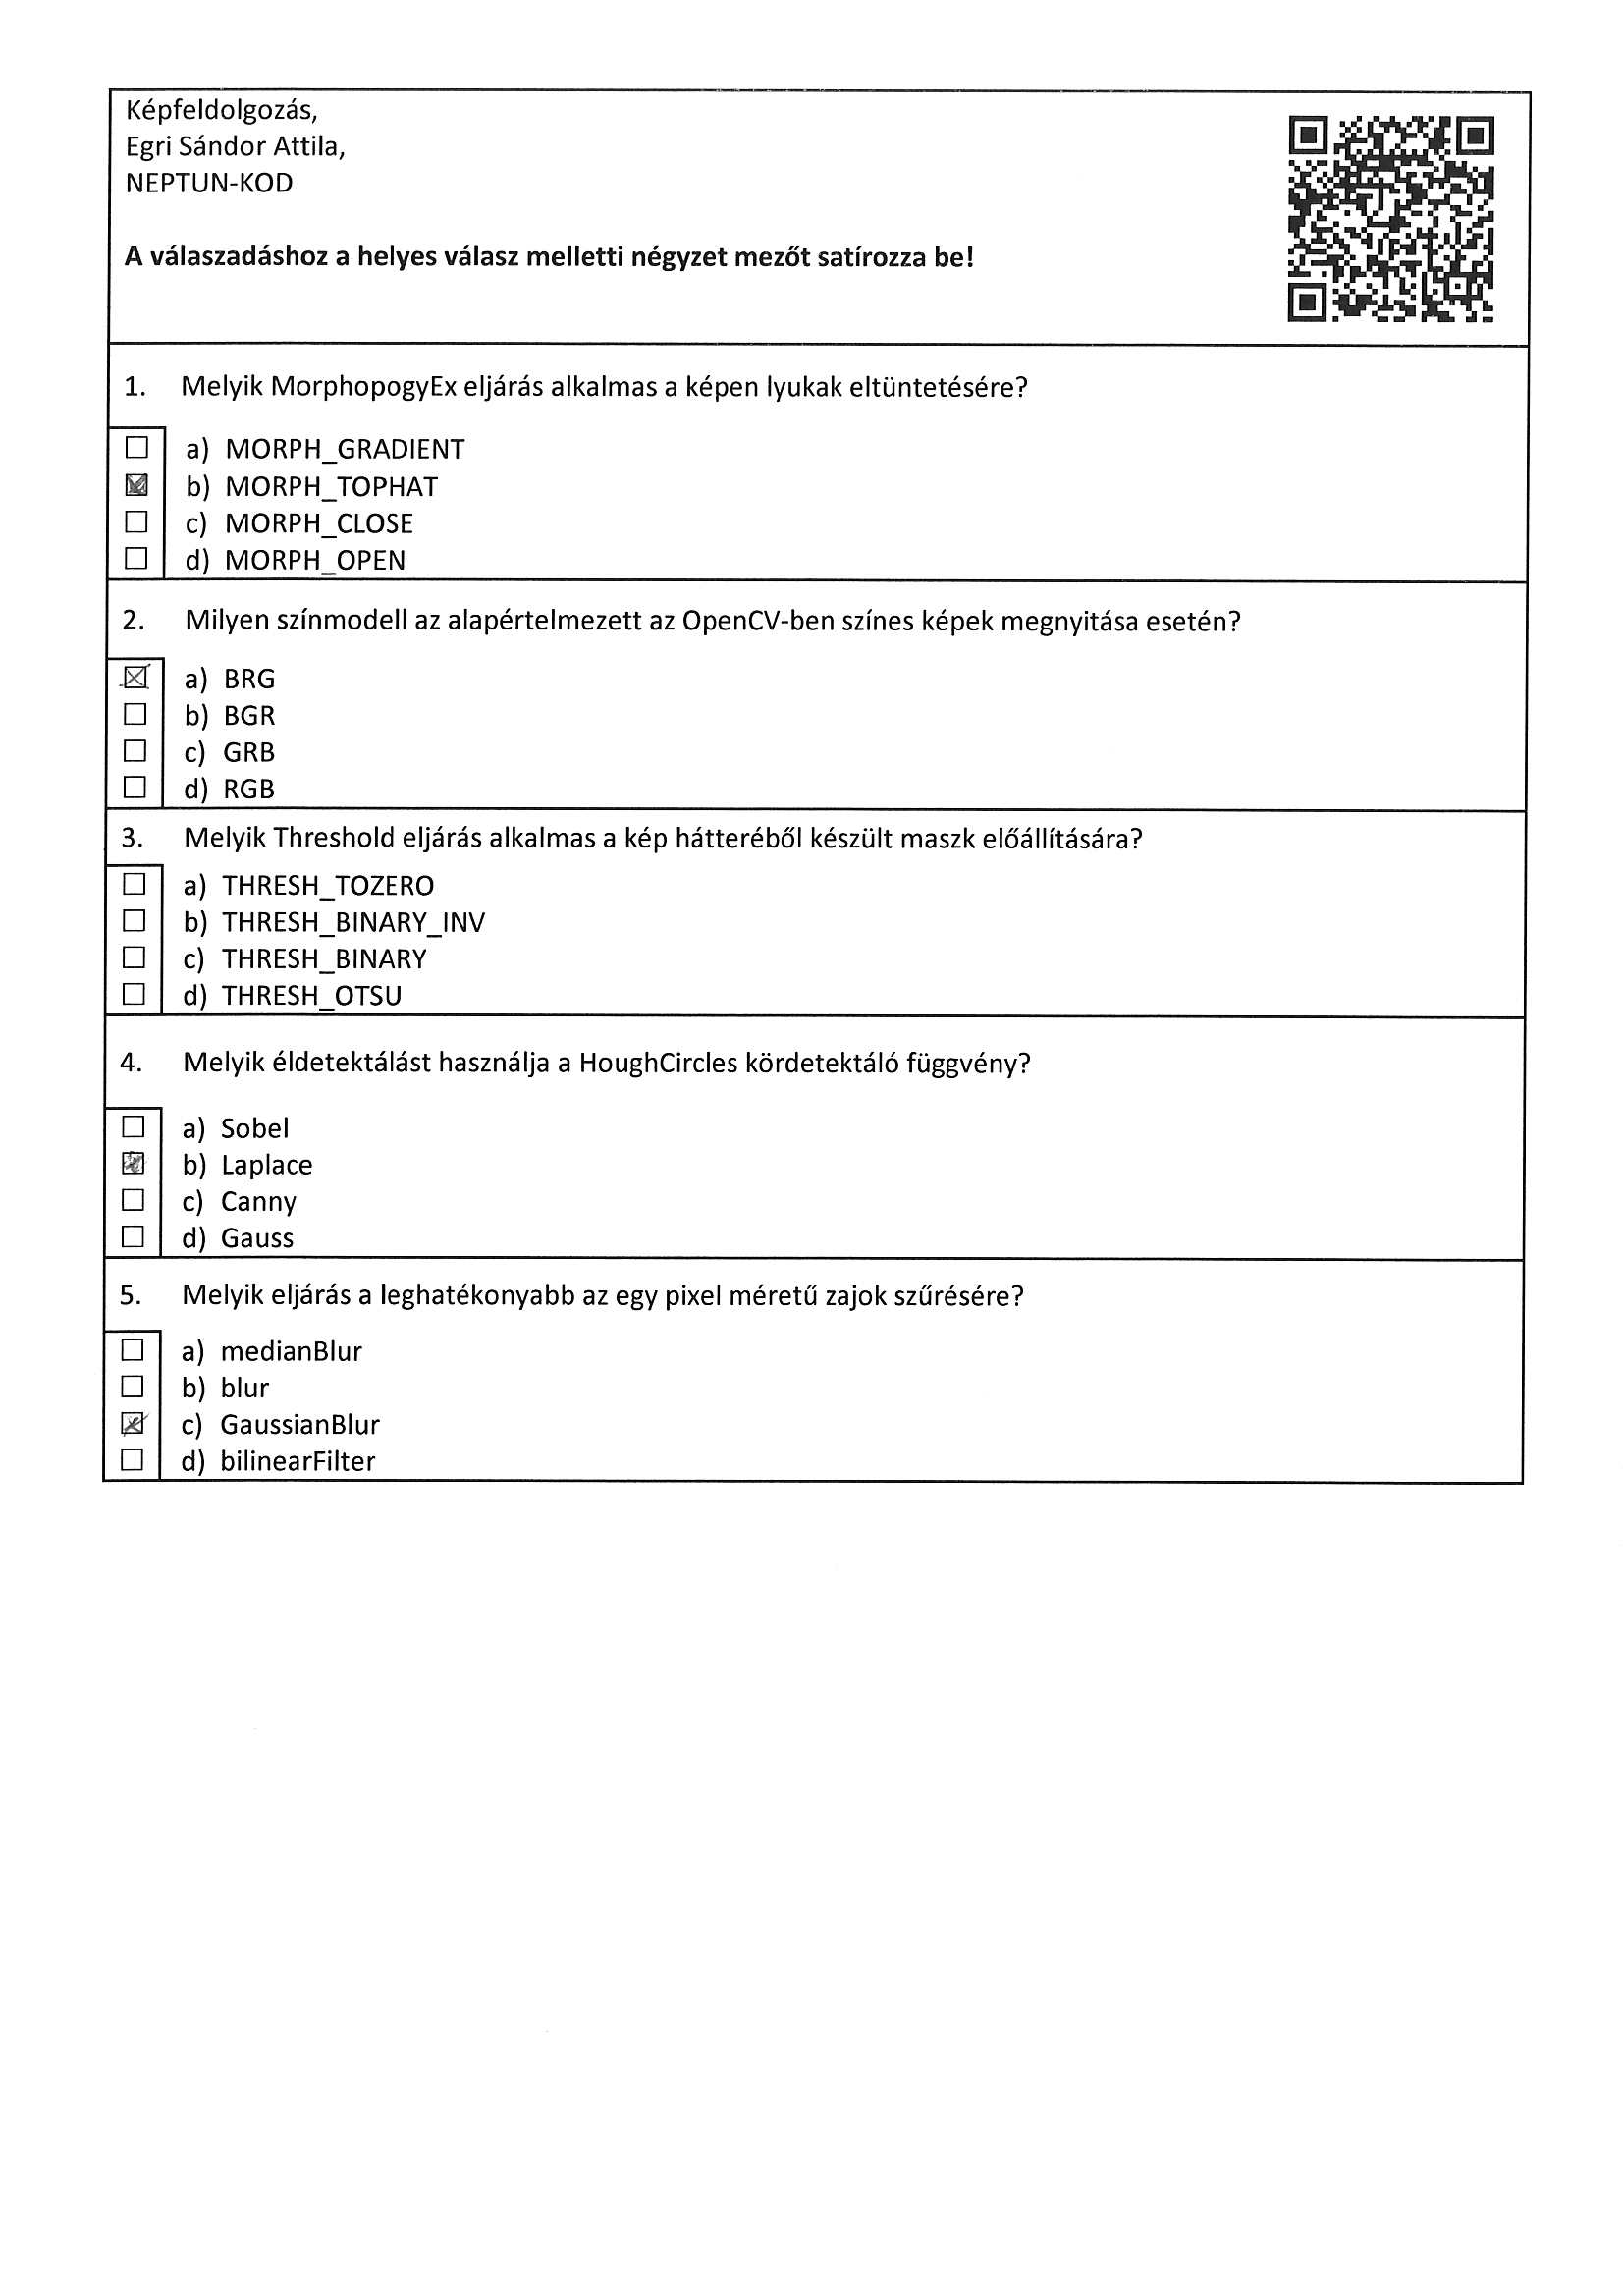 Képfeldolgozás,
Egri Sándor Attila,
NEPTUN-KOD
A válaszadáshoz a helyes válasz melletti négyzet mezőt satírozza be!
1. Melyik MorphopogyEx eljárás alkalmas a képen lyukak eltüntetésére?
a) MORPH_GRADIENT
b) MORPH_TOPHAT
c) MORPH_CLOSE
d) MORPH_OPEN
2. Milyen színmodell az alapértelmezett az OpenCV-ben színes képek megnyitása esetén?
a) BRG
b) BGR
c) GRB
d) RGB
3. Melyik Threshold eljárás alkalmas a kép hátteréből készült maszk előállítására?
a) THRESH_TOZERO
b) THRESH_BINARY_INV
c) THRESH_BINARY
d) THRESH_OTSU
4. Melyik éldetektálást használja a HoughCircles kördetektáló függvény?
a) Sobel
b) Laplace
c) Canny
d) Gauss
5. Melyik eljárás a leghatékonyabb az egy pixel méretű zajok szűrésére?
a) medianBlur
b) blur
c) GaussianBlur
d) bilinearFilter